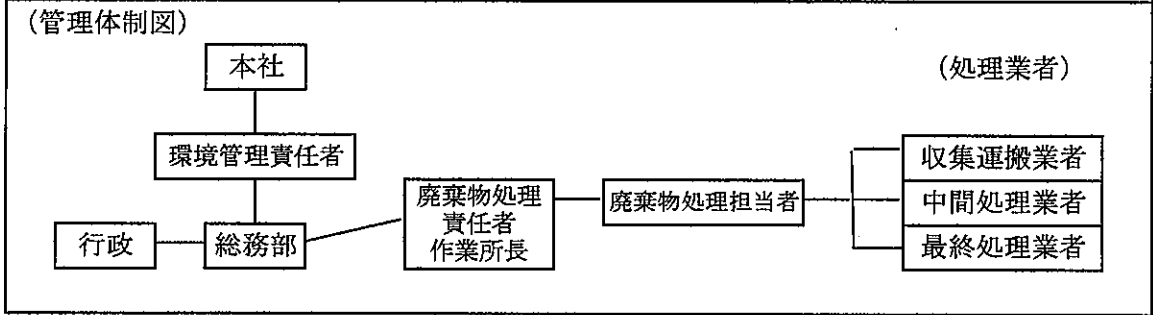 (管理体制図)
本社
(処理業者)
環境管理責任者
収集運搬業者
廃棄物処理
責任者
作業所長
廃棄物処理担当者
中間処理業者
行政
総務部
最終処理業者